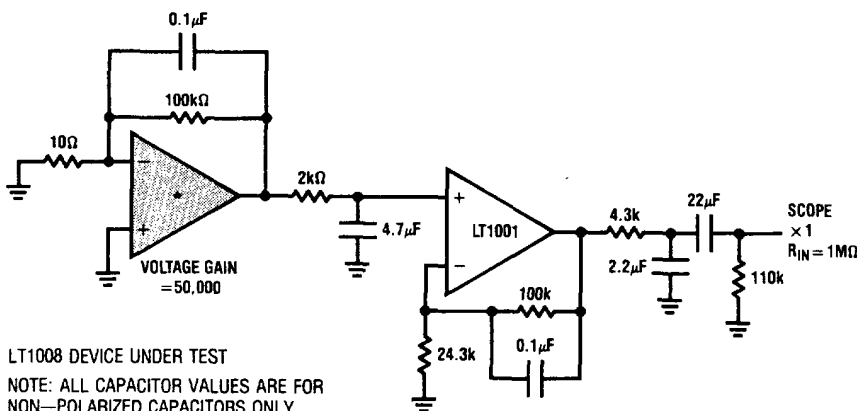 0.1μF
100kΩ
10Ω
−
*
+
VOLTAGE GAIN
=50,000
2kΩ
4.7μF
+
LT1001
−
100k
0.1μF
24.3k
4.3k
2.2μF
22μF
110k
SCOPE
×1
RIN=1MΩ
LT1008 DEVICE UNDER TEST
NOTE: ALL CAPACITOR VALUES ARE FOR
NON—POLARIZED CAPACITORS ONLY